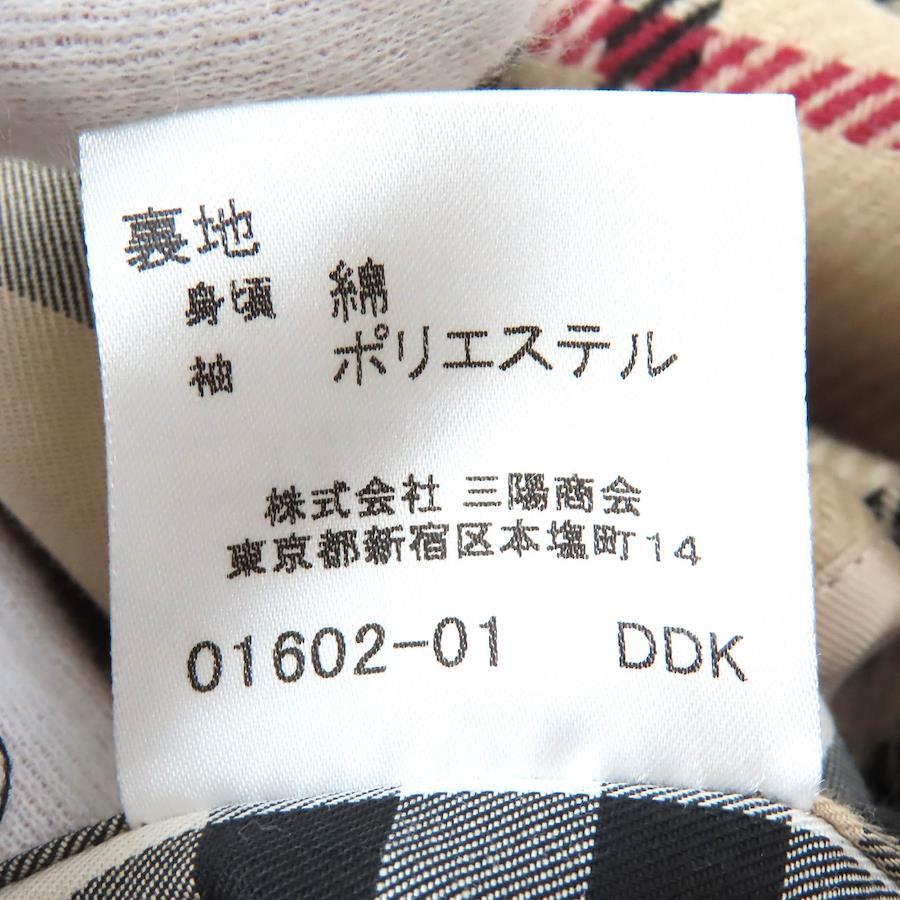 裏地
身頃 綿
袖 ポリエステル
株式会社 三陽商会
東京都新宿区本塩町14
01602-01 DDK